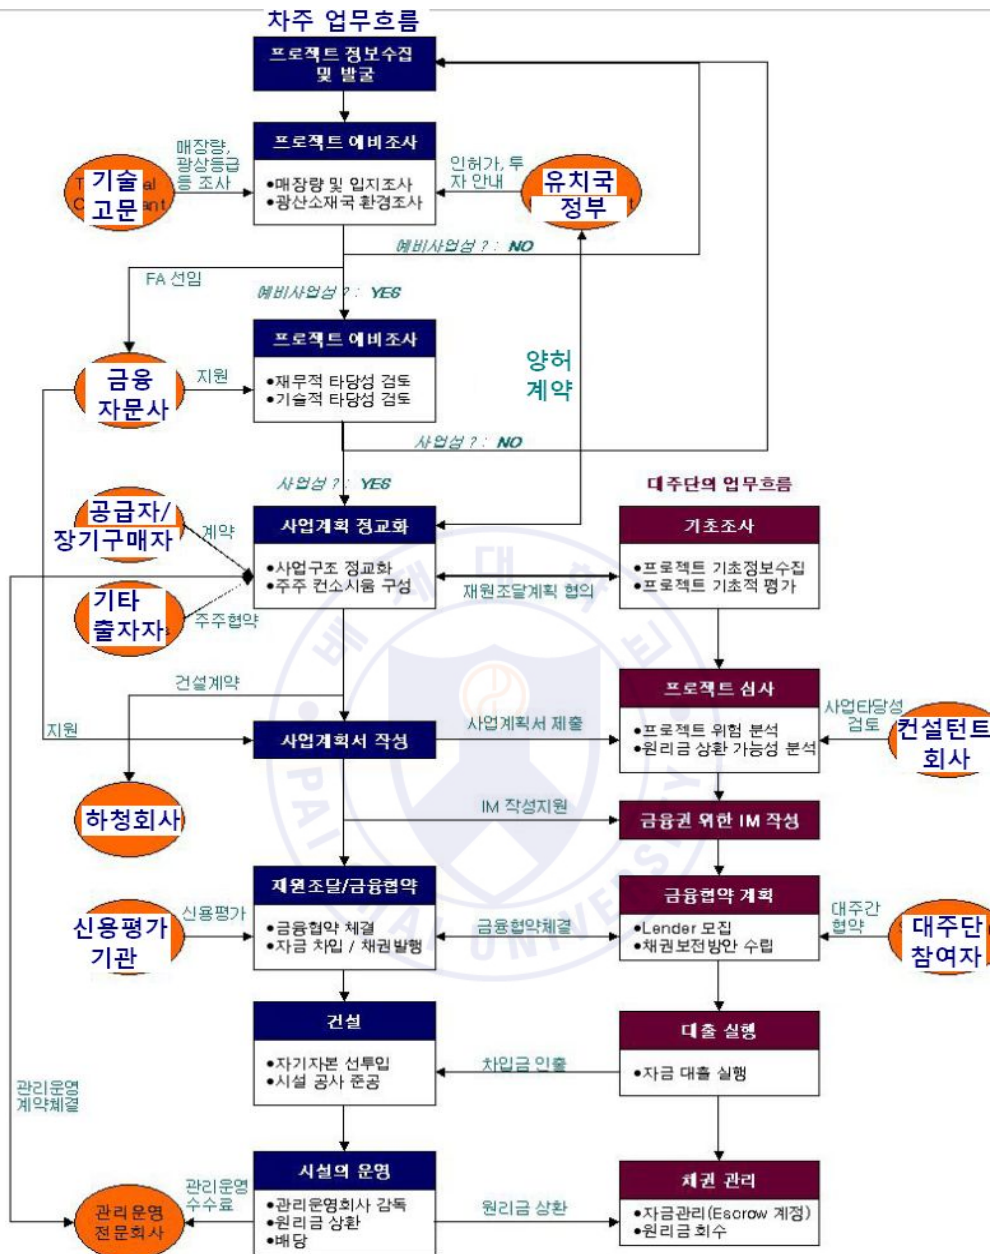 차주 업무흐름
프로젝트 정보수집
및 발굴
프로젝트 예비조사
●매장량 및 입지조사
●광산소재국 환경조사
매장량,
광상등급
등 조사
기술
고문
인허가, 투
자 안내
유치국
정부
예비사업성 ? : NO
FA 선임
예비사업성 ? : YES
프로젝트 예비조사
●재무적 타당성 검토
●기술적 타당성 검토
금융
자문사
지원
양허
계약
사업성 ? : NO
사업성 ? : YES
대주단의 업무흐름
공급자/
장기구매자
계약
사업계획 정교화
●사업구조 정교화
●주주 컨소시움 구성
기초조사
●프로젝트 기초정보수집
●프로젝트 기초적 평가
재원조달계획 협의
기타
출자자
주주협약
배재대학교
PAI CHAI UNIVERSITY
건설계약
프로젝트 심사
●프로젝트 위험 분석
●원리금 상환 가능성 분석
사업타당성
검토
컨설턴트
회사
지원
사업계획서 작성
사업계획서 제출
하청회사
IM 작성지원
금융권 위한 IM 작성
재원조달/금융협약
●금융협약 체결
●자금 차입 / 채권발행
신용평가
신용평가
기관
금융협약체결
금융협약 계획
●Lender 모집
●채권보전방안 수립
대주간
협약
대주단
참여자
건설
●자기자본 선투입
●시설 공사 준공
차입금 인출
대출 실행
●자금 대출 실행
관리운영
계약체결
시설의 운영
●관리운영회사 감독
●원리금 상환
●배당
관리운영
수수료
관리운영
전문회사
원리금 상환
채권 관리
●자금관리(Escrow 계정)
●원리금 회수